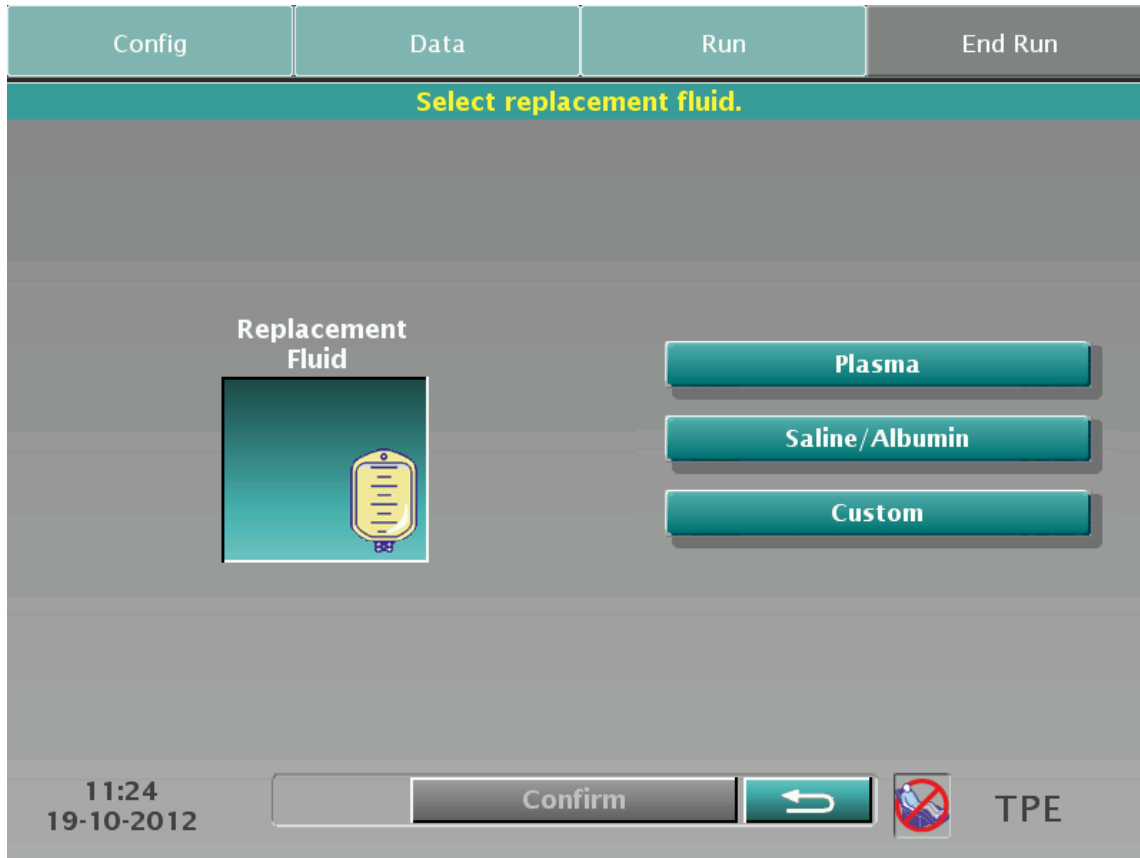 Config
Data
Run
End Run
Select replacement fluid.
Replacement
Fluid
Plasma
Saline/Albumin
Custom
11:24
19-10-2012
Confirm
TPE